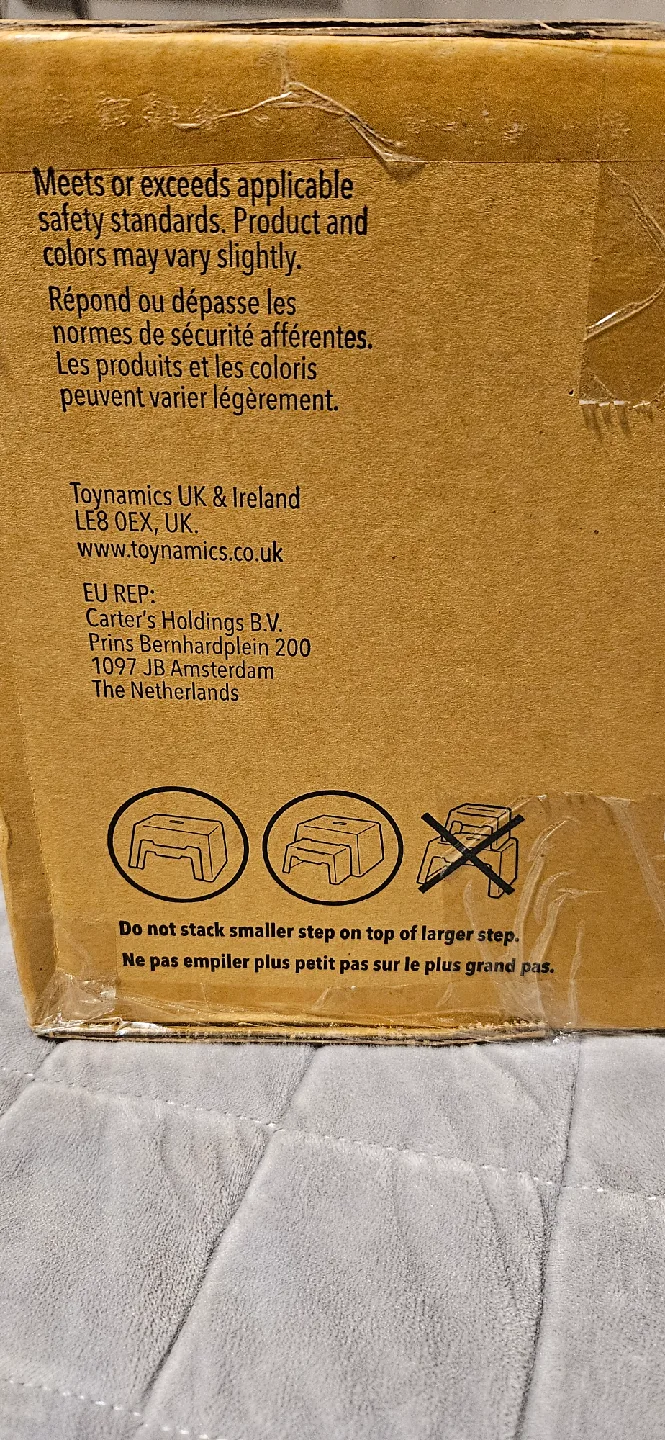 Meets or exceeds applicable
safety standards. Product and
colors may vary slightly.
Répond ou dépasse les
normes de sécurité afférentes.
Les produits et les coloris
peuvent varier légèrement.
Toynamics UK & Ireland
LE8 0EX, UK.
www.toynamics.co.uk
EU REP:
Carter's Holdings B.V.
Prins Bernhardplein 200
1097 JB Amsterdam
The Netherlands
Do not stack smaller step on top of larger step.
Ne pas empiler plus petit pas sur le plus grand pas.